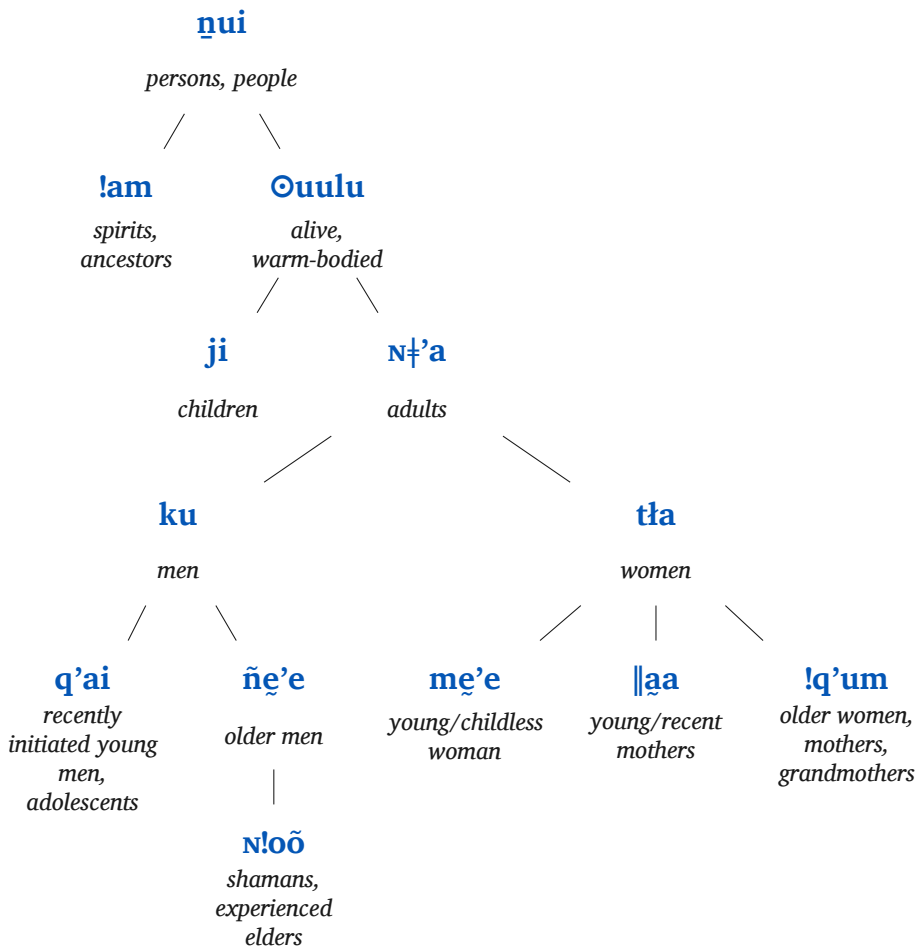 ṉui
persons, people
!am
ʘuulu
spirits,
ancestors
alive,
warm-bodied
ji
ɴǂ’a
children
adults
ku
tła
men
women
q’ai
ñḛ’e
mḛ’e
ǁa̰a
!q’um
recently
initiated young
men,
adolescents
older men
young/childless
woman
young/recent
mothers
older women,
mothers,
grandmothers
ɴ!oõ
shamans,
experienced
elders